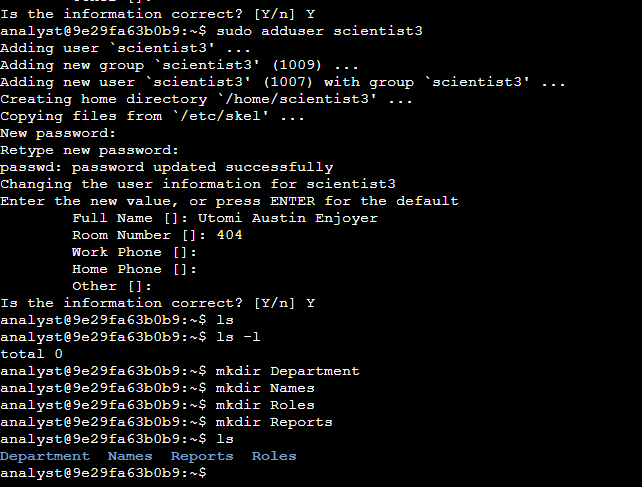 Other []:
Is the information correct? [Y/n] Y
analyst@9e29fa63b0b9:~$ sudo adduser scientist3
Adding user `scientist3' ...
Adding new group `scientist3' (1009) ...
Adding new user `scientist3' (1007) with group `scientist3' ...
Creating home directory `/home/scientist3' ...
Copying files from `/etc/skel' ...
New password:
Retype new password:
passwd: password updated successfully
Changing the user information for scientist3
Enter the new value, or press ENTER for the default
        Full Name []: Utomi Austin Enjoyer
        Room Number []: 404
        Work Phone []:
        Home Phone []:
        Other []:
Is the information correct? [Y/n] Y
analyst@9e29fa63b0b9:~$ ls
analyst@9e29fa63b0b9:~$ ls -l
total 0
analyst@9e29fa63b0b9:~$ mkdir Department
analyst@9e29fa63b0b9:~$ mkdir Names
analyst@9e29fa63b0b9:~$ mkdir Roles
analyst@9e29fa63b0b9:~$ mkdir Reports
analyst@9e29fa63b0b9:~$ ls
Department  Names  Reports  Roles
analyst@9e29fa63b0b9:~$